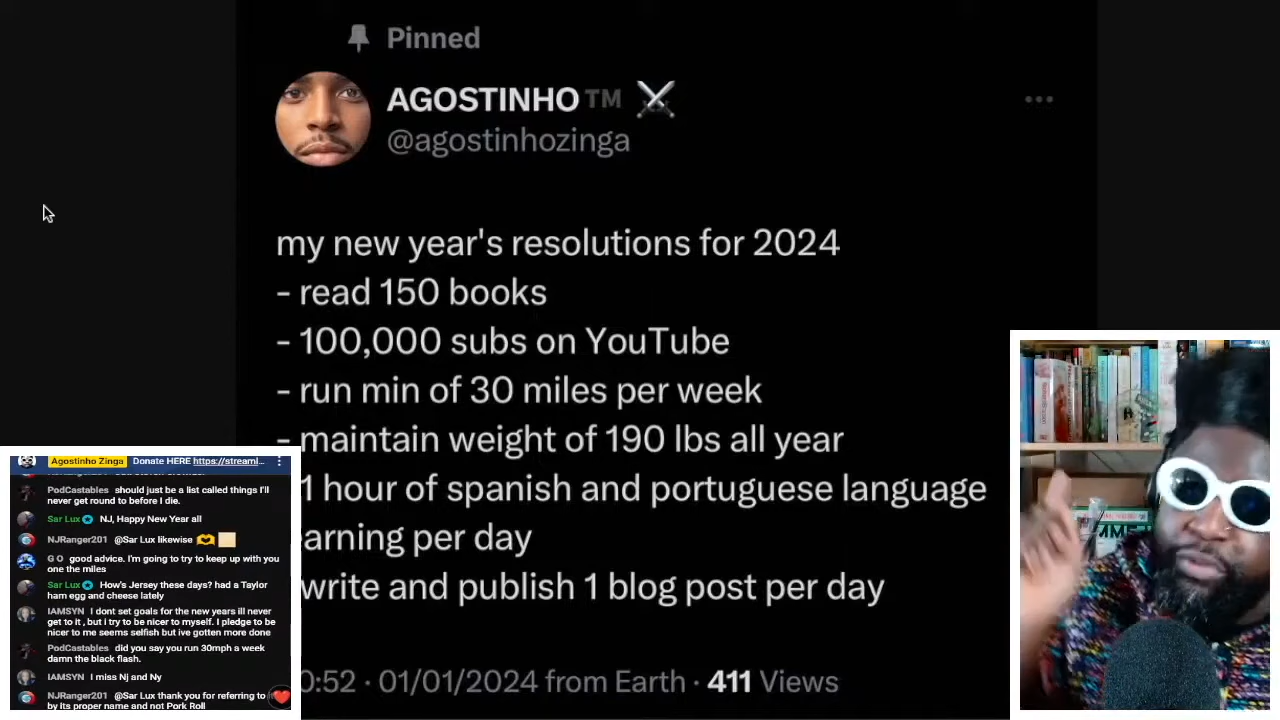 Pinned
AGOSTINHO™ ⚔
@agostinhozinga
my new year's resolutions for 2024
- read 150 books
- 100,000 subs on YouTube
- run min of 30 miles per week
- maintain weight of 190 lbs all year
1 hour of spanish and portuguese language
earning per day
write and publish 1 blog post per day
0:52 · 01/01/2024 from Earth · 411 Views
Agostinho Zinga Donate HERE https://streaml...
PodCastables should just be a list called things I'll
never get round to before I die.
Sar Lux NJ, Happy New Year all
NJRanger201 @Sar Lux likewise
G O good advice. I'm going to try to keep up with you
one the miles
Sar Lux How's Jersey these days? had a Taylor
ham egg and cheese lately
IAMSYN I dont set goals for the new years ill never
get to it , but i try to be nicer to myself. I pledge to be
nicer to me seems selfish but ive gotten more done
PodCastables did you say you run 30mph a week
damn the black flash.
IAMSYN I miss Nj and Ny
NJRanger201 @Sar Lux thank you for referring to
by its proper name and not Pork Roll